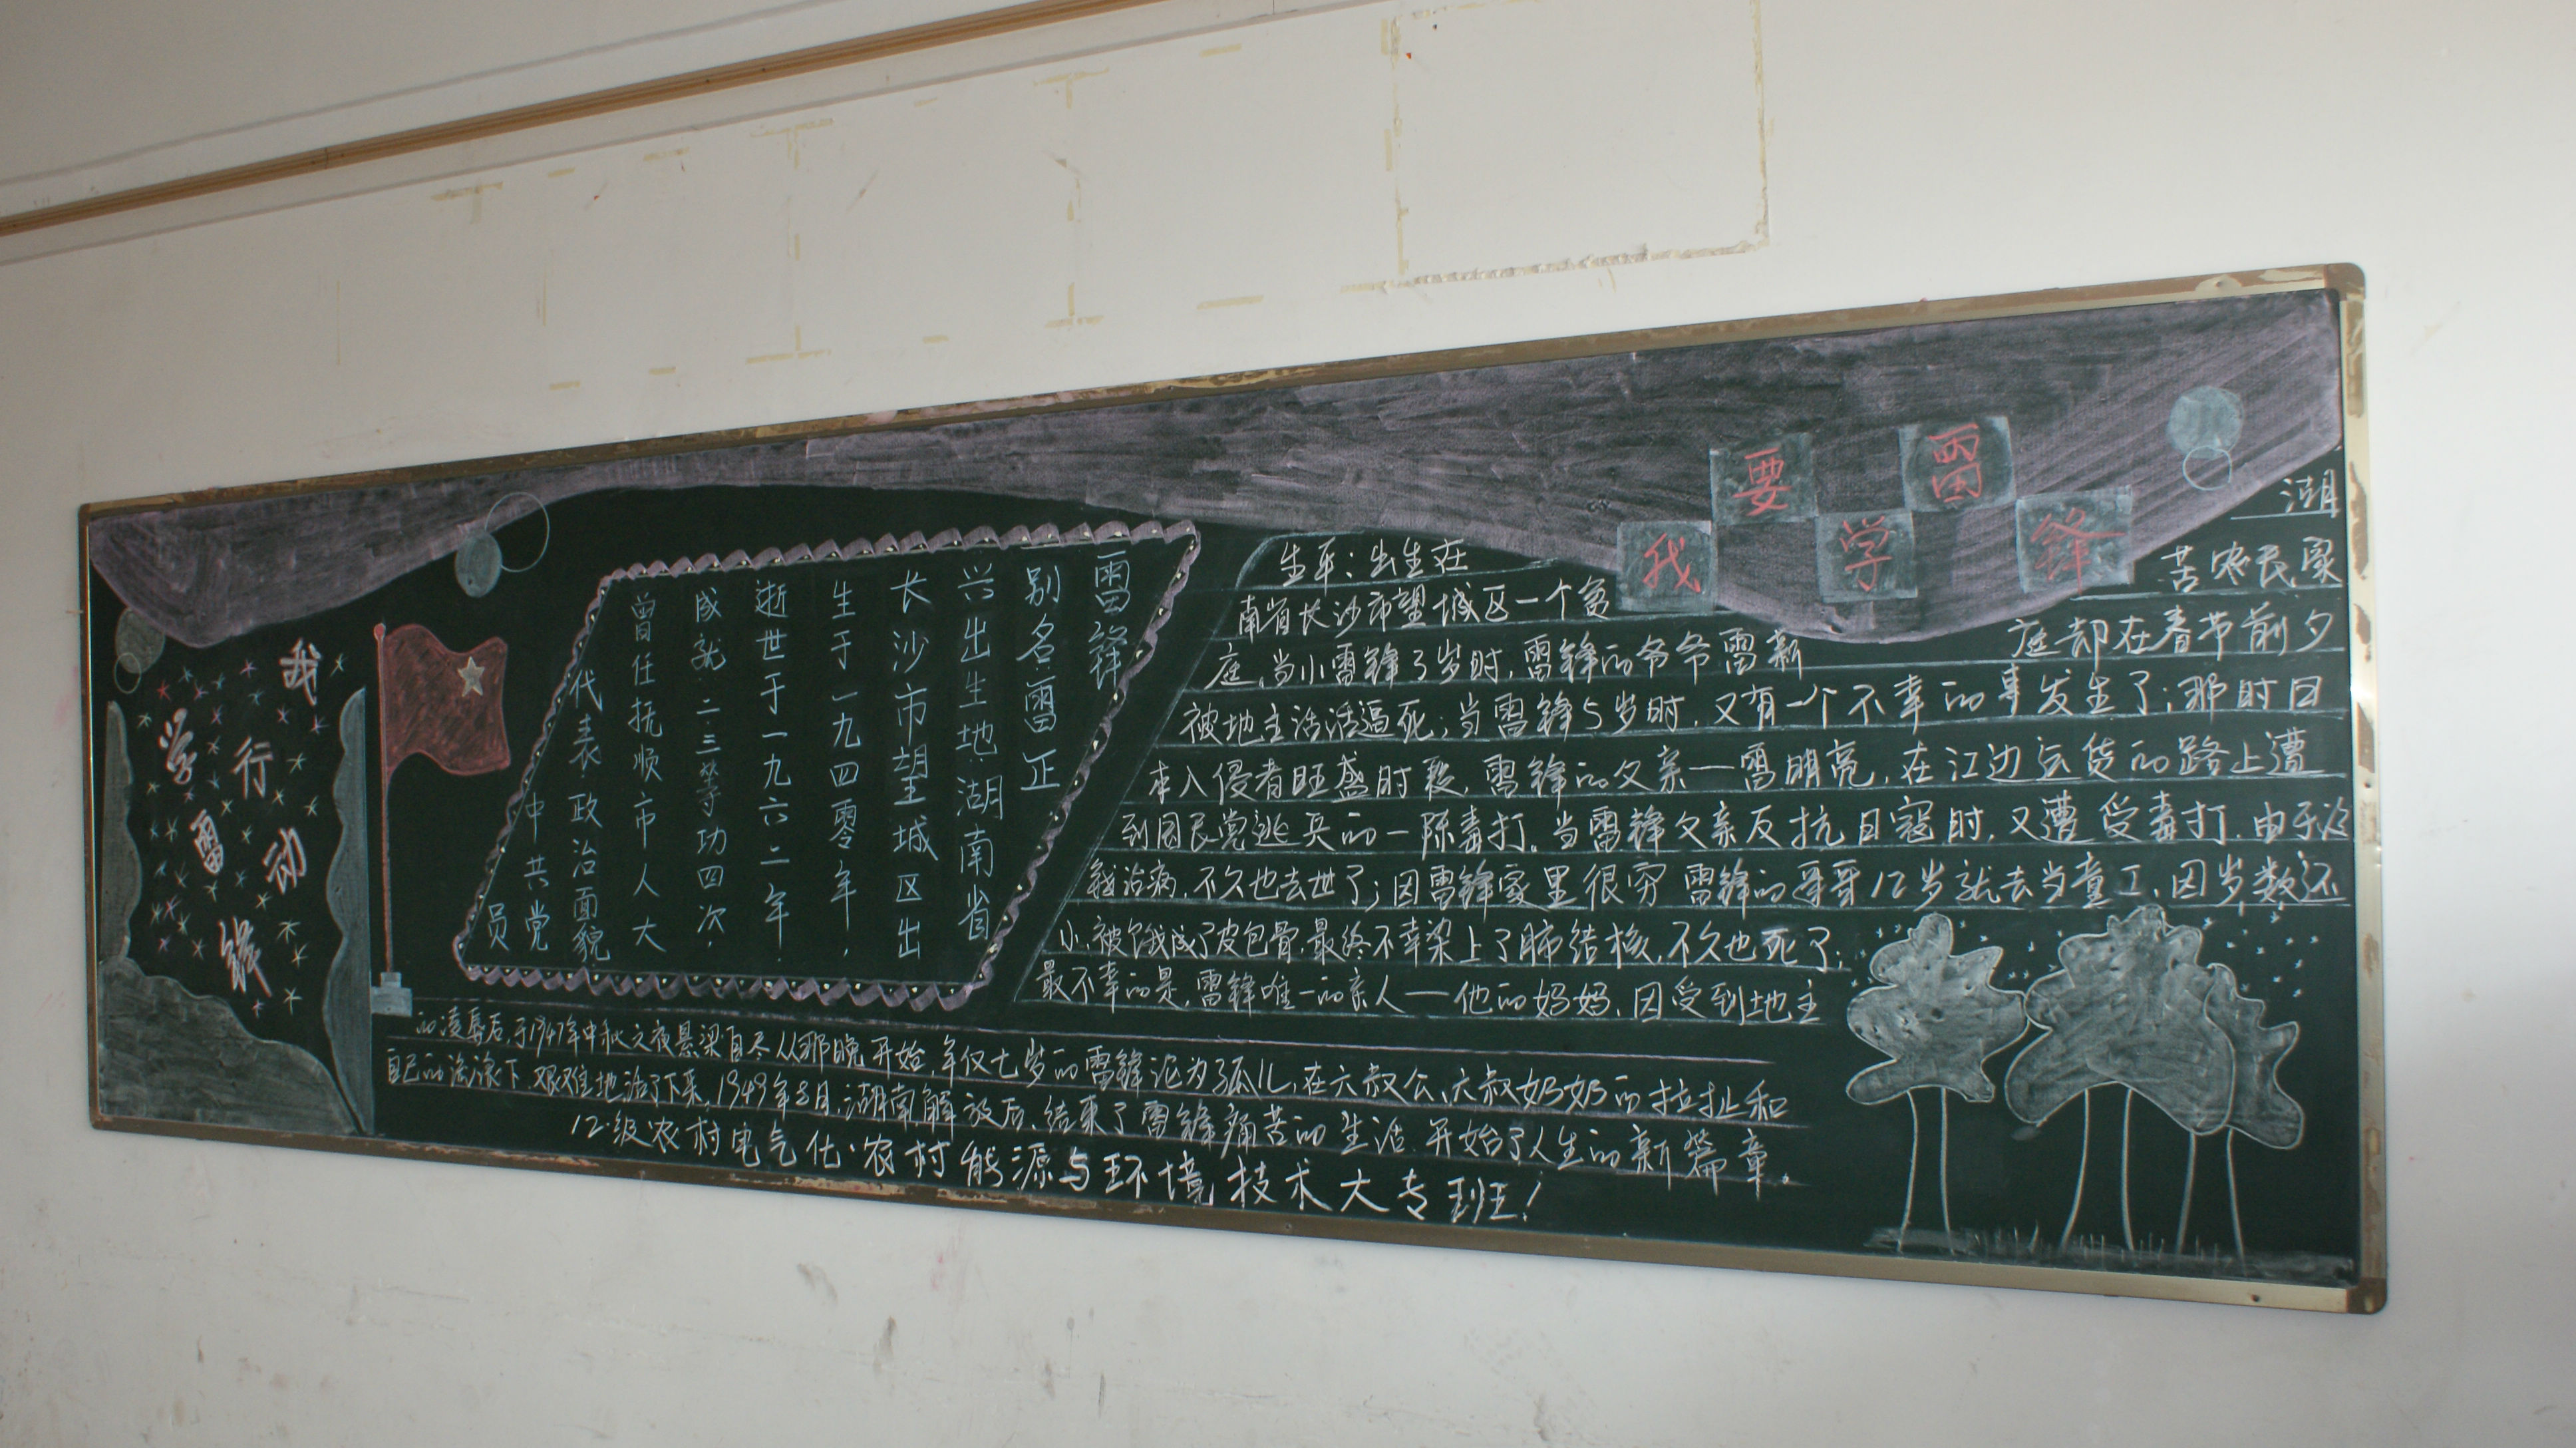 学雷锋
我行动
雷锋
别名:雷正
兴出生地:湖南省
长沙市望城区出
生于一九四零年,
逝世于一九六二年.
成就:二.三等功四次,
曾任抚顺市人大
代表.政治面貌
中共党
员
我要学雷锋
生平:出生在 湖
南省长沙市望城区一个贫 苦农民家
庭,当小雷锋3岁时,雷锋的爷爷雷新 庭却在春节前夕
被地主活活逼死;当雷锋5岁时,又有一个不幸的事发生了;那时日
本入侵者旺盛时段,雷锋的父亲一雷明亮,在江边运货的路上遭
到国民党逃兵的一陈毒打。当雷锋父亲反抗日寇时,又遭受毒打.由于没
钱治病,不久也去世了;因雷锋家里很穷 雷锋的哥哥12岁就去当童工,因岁数还
小,被饿成了皮包骨.最终不幸染上了肺结核,不久也死了;
最不幸的是,雷锋唯一的亲人一他的妈妈,因受到地主
的凌辱后,于1947年中秋之夜悬梁自尽从那晚开始,年仅七岁的雷锋沦为孤儿,在六叔公,六叔奶奶的拉扯和
自己的 下,艰难地活了下来,1949年8月,湖南解放后,结束了雷锋痛苦的生活.开始了人生的新篇章。
12级农村电气化·农村能源与环境技术大专班!